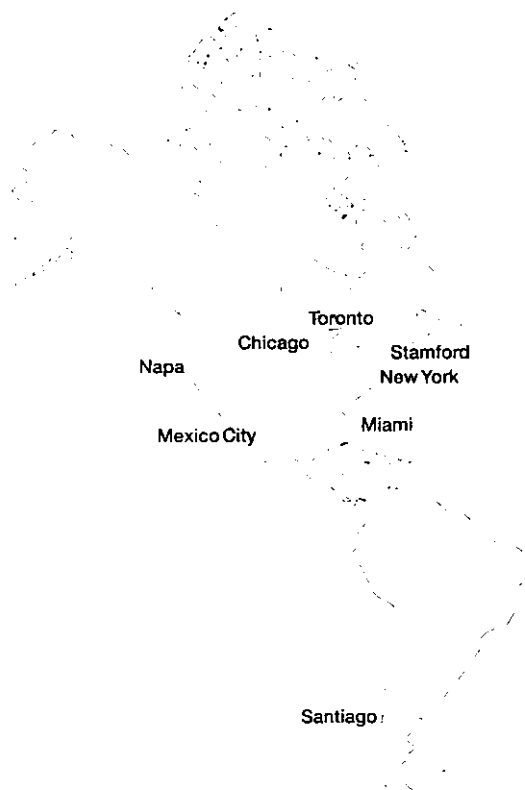 Toronto
Chicago
Stamford
Napa
New York
Miami
Mexico City
Santiago